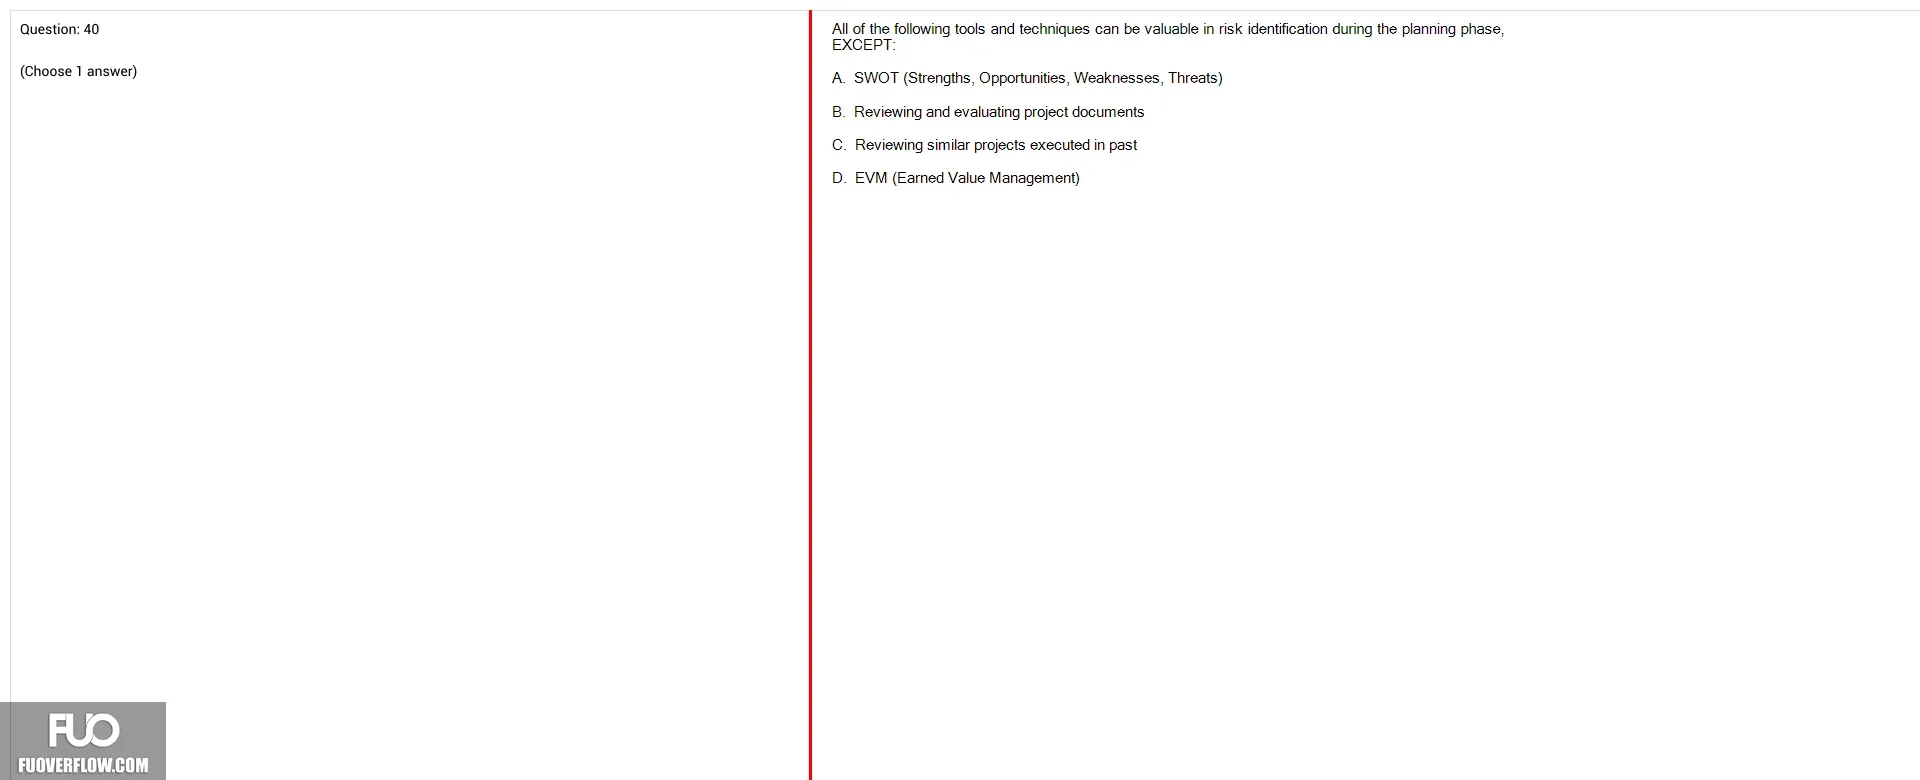 Question: 40
(Choose 1 answer)
All of the following tools and techniques can be valuable in risk identification during the planning phase,
EXCEPT:
A. SWOT (Strengths, Opportunities, Weaknesses, Threats)
B. Reviewing and evaluating project documents
C. Reviewing similar projects executed in past
D. EVM (Earned Value Management)
FUO
FUOVERFLOW.COM